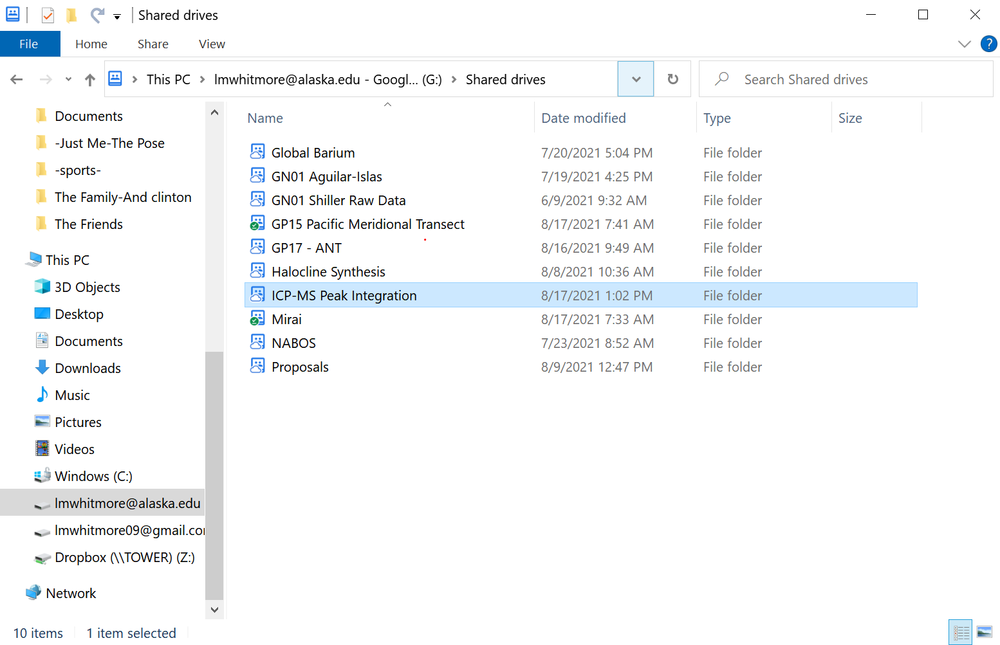 Shared drives
File Home Share View
?
This PC lmwhitmore@alaska.edu - Googl... (G:) Shared drives Search Shared drives
Documents
-Just Me-The Pose
-sports-
The Family-And clinton
The Friends
This PC
3D Objects
Desktop
Documents
Downloads
Music
Pictures
Videos
Windows (C:)
lmwhitmore@alaska.edu
lmwhitmore09@gmail.co
Dropbox (\\TOWER) (Z:)
Network
Name Date modified Type Size
Global Barium 7/20/2021 5:04 PM File folder
GN01 Aguilar-Islas 7/19/2021 4:25 PM File folder
GN01 Shiller Raw Data 6/9/2021 9:32 AM File folder
GP15 Pacific Meridional Transect 8/17/2021 7:41 AM File folder
GP17 - ANT 8/16/2021 9:49 AM File folder
Halocline Synthesis 8/8/2021 10:36 AM File folder
ICP-MS Peak Integration 8/17/2021 1:02 PM File folder
Mirai 8/17/2021 7:33 AM File folder
NABOS 7/23/2021 8:52 AM File folder
Proposals 8/9/2021 12:47 PM File folder
10 items 1 item selected